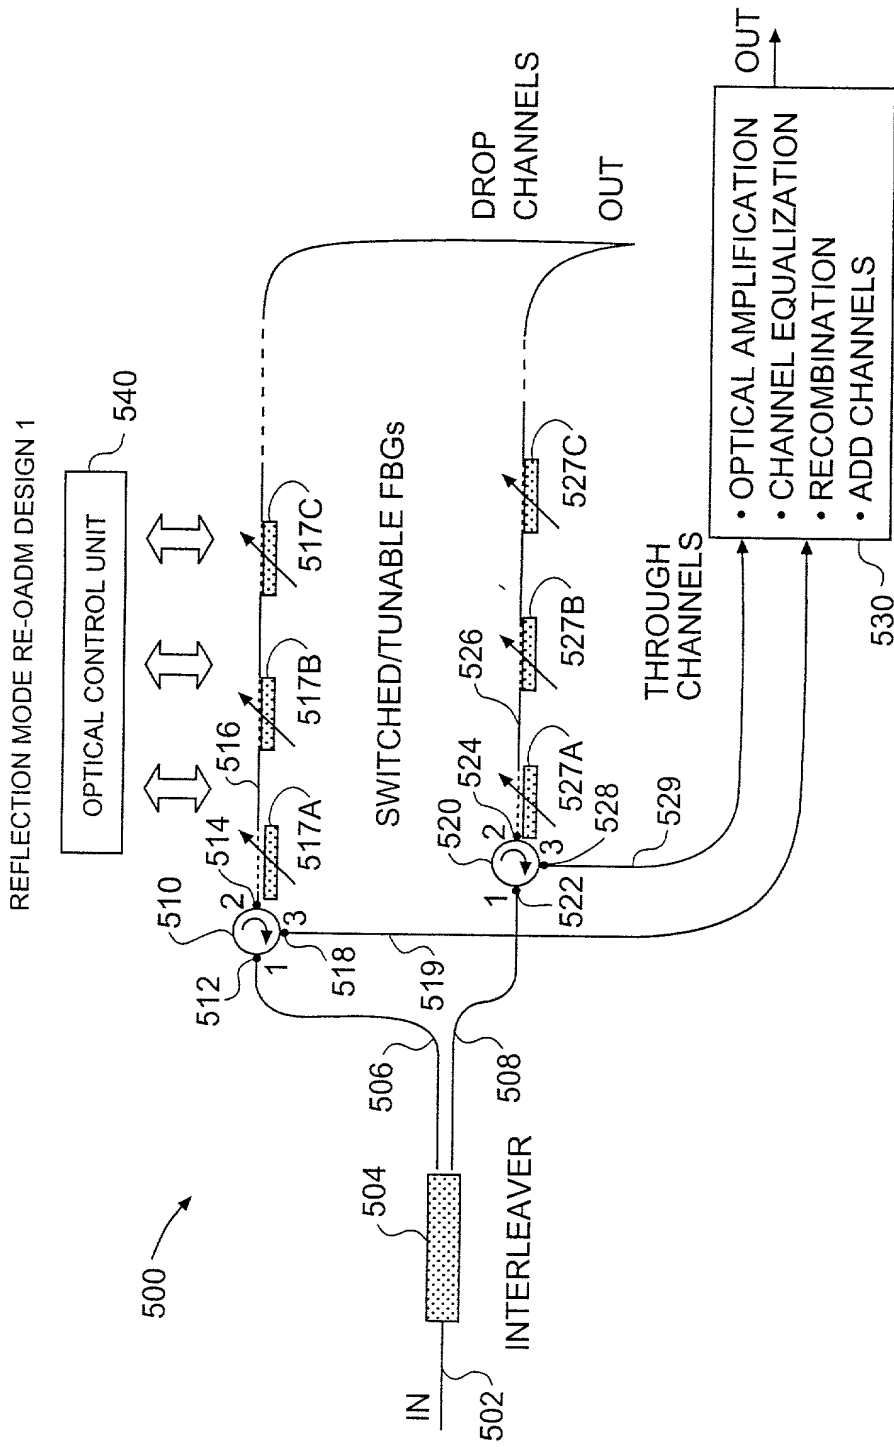 REFLECTION MODE RE-OADM DESIGN 1
540
OPTICAL CONTROL UNIT
510
512
1
2
514
3
518
516
517A
517B
517C
519
SWITCHED/TUNABLE FBGs
DROP
CHANNELS
OUT
500
IN
502
504
INTERLEAVER
506
508
520
1
522
2
524
3
528
526
527A
527B
527C
529
THROUGH
CHANNELS
• OPTICAL AMPLIFICATION
• CHANNEL EQUALIZATION
• RECOMBINATION
• ADD CHANNELS
OUT
530